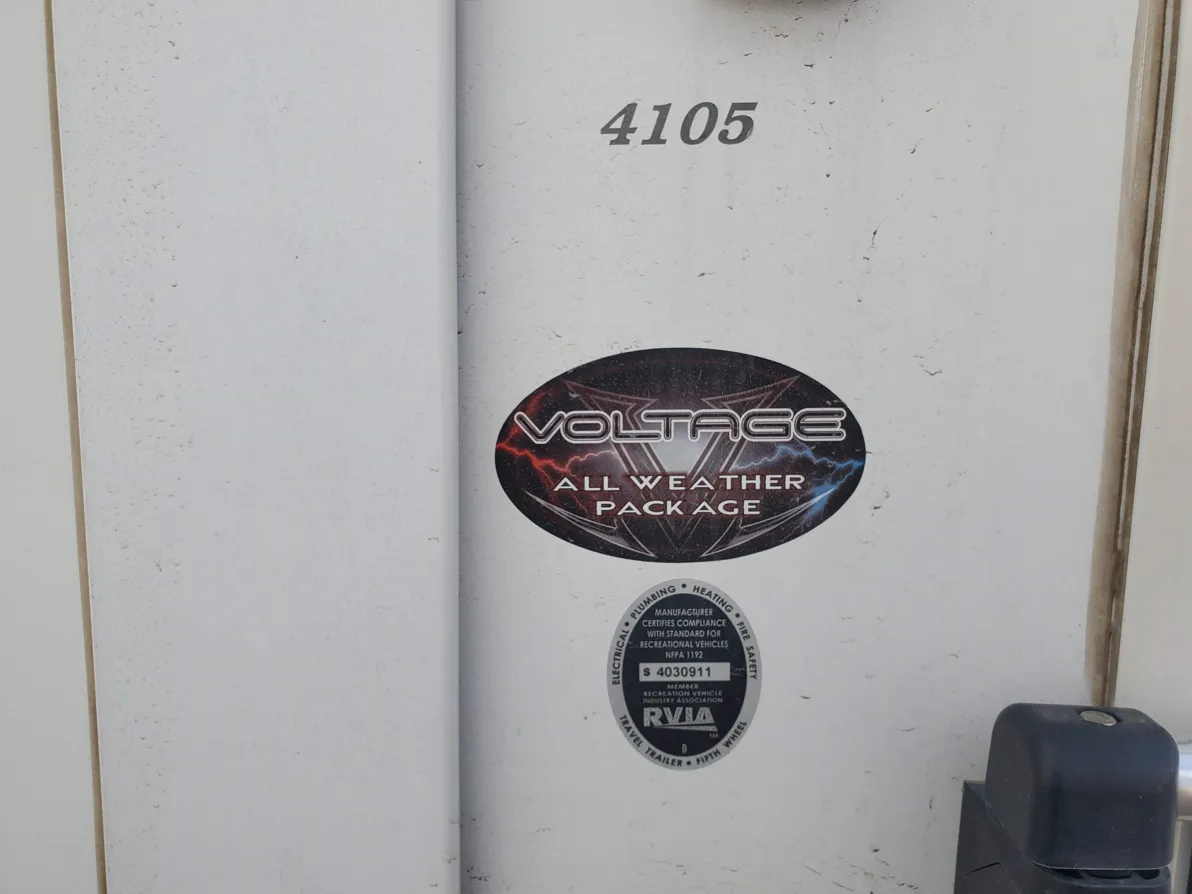 4105
VOLTAGE
ALL WEATHER
PACKAGE
ELECTRICAL • PLUMBING • HEATING • FIRE SAFETY
MANUFACTURER
CERTIFIES COMPLIANCE
WITH STANDARD FOR
RECREATIONAL VEHICLES
NFPA 1192
S 4030911
MEMBER
RECREATION VEHICLE
INDUSTRY ASSOCIATION
RVIA
TM
D
TRAVEL TRAILER • FIFTH WHEEL